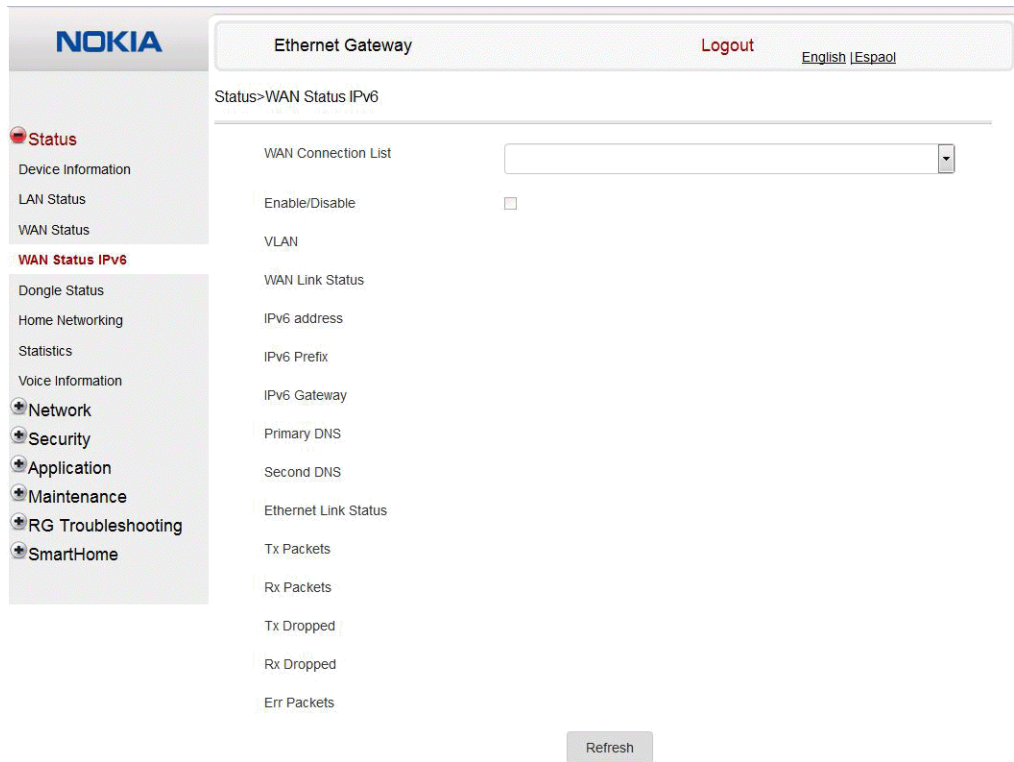 NOKIA
Ethernet Gateway
Logout
English | Espaol
Status>WAN Status IPv6
Status
Device Information
LAN Status
WAN Status
WAN Status IPv6
Dongle Status
Home Networking
Statistics
Voice Information
Network
Security
Application
Maintenance
RG Troubleshooting
SmartHome
WAN Connection List
Enable/Disable
VLAN
WAN Link Status
IPv6 address
IPv6 Prefix
IPv6 Gateway
Primary DNS
Second DNS
Ethernet Link Status
Tx Packets
Rx Packets
Tx Dropped
Rx Dropped
Err Packets
Refresh